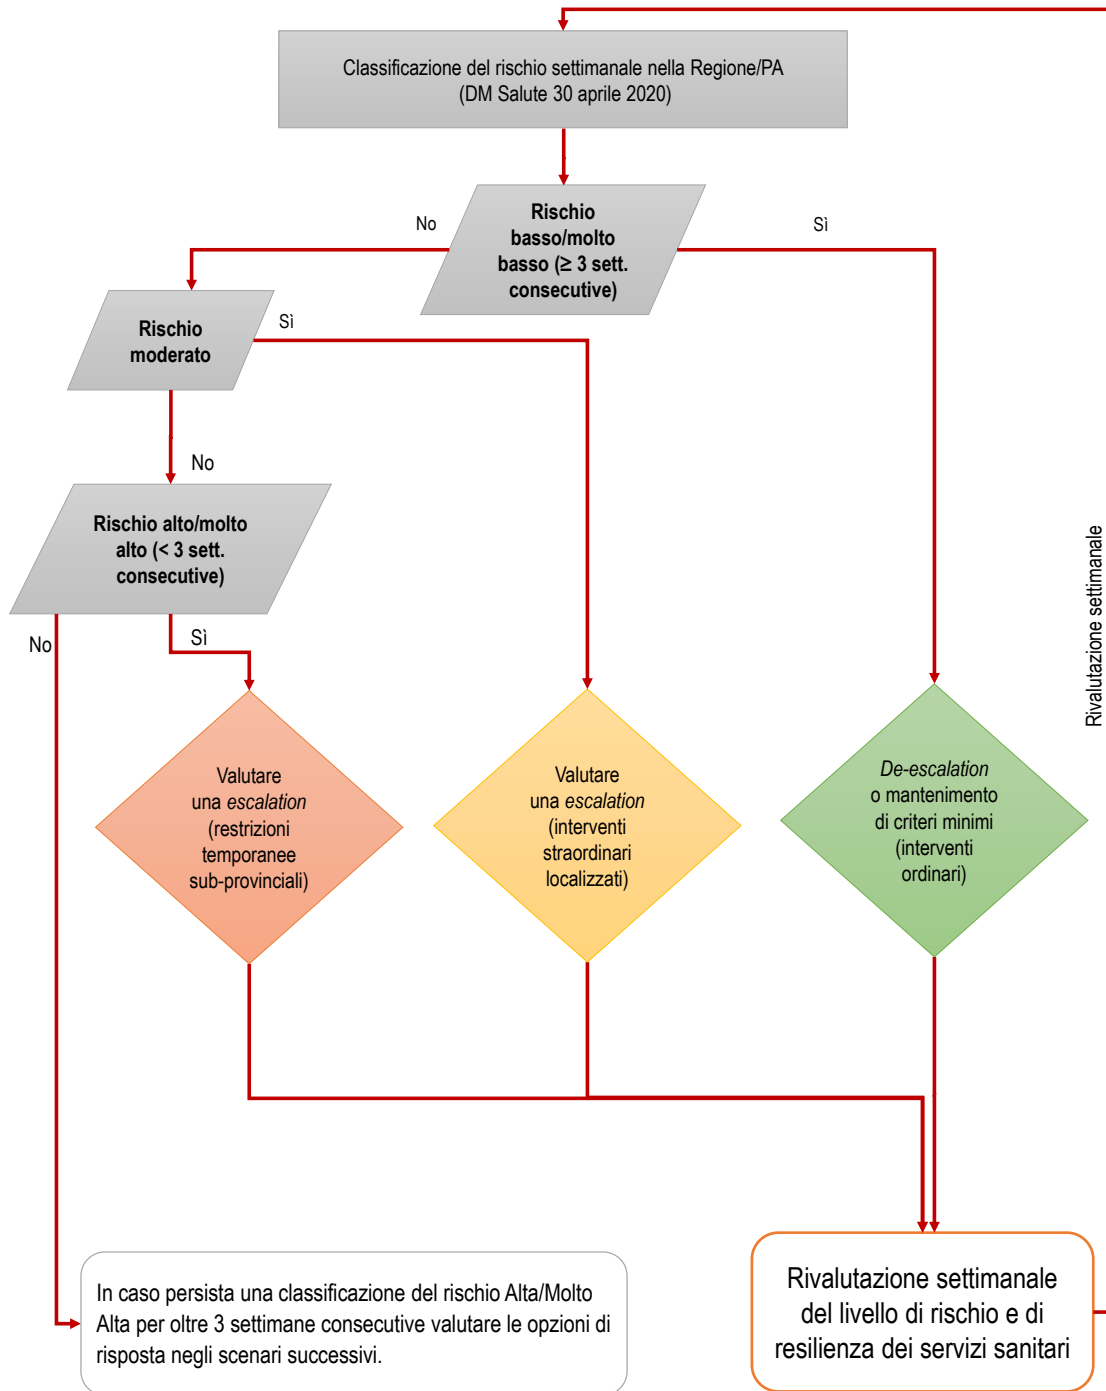 Classificazione del rischio settimanale nella Regione/PA
(DM Salute 30 aprile 2020)
Rischio
basso/molto
basso (≥ 3 sett.
consecutive)
No
Sì
Rischio
moderato
Sì
No
Rischio alto/molto
alto (< 3 sett.
consecutive)
No
Sì
Valutare
una escalation
(restrizioni
temporanee
sub-provinciali)
Valutare
una escalation
(interventi
straordinari
localizzati)
De-escalation
o mantenimento
di criteri minimi
(interventi
ordinari)
Rivalutazione settimanale
In caso persista una classificazione del rischio Alta/Molto
Alta per oltre 3 settimane consecutive valutare le opzioni di
risposta negli scenari successivi.
Rivalutazione settimanale
del livello di rischio e di
resilienza dei servizi sanitari